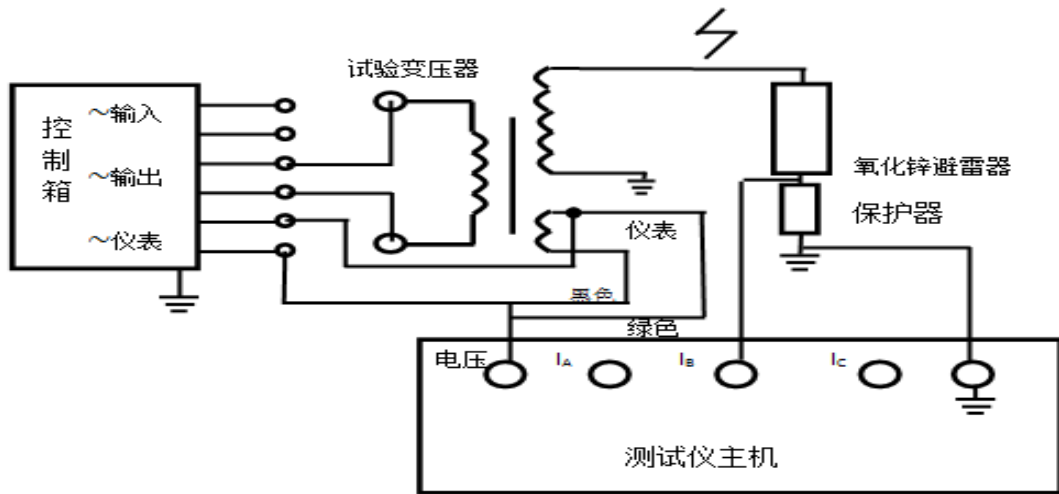 试验变压器
控制箱
～输入
～输出
～仪表
氧化锌避雷器
保护器
仪表
黑色
绿色
电压
IA
IB
IC
测试仪主机